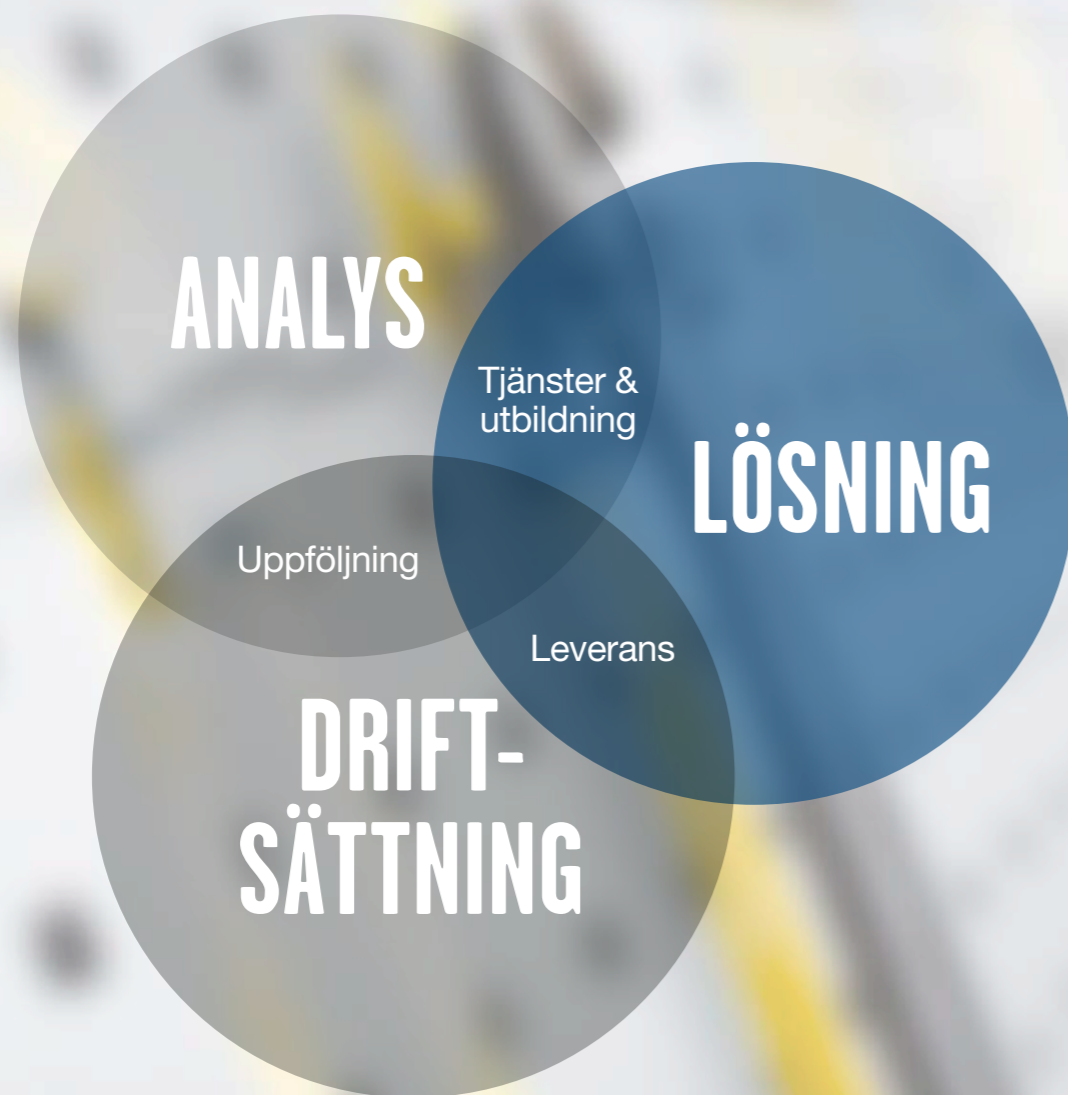 ANALYS
Tjänster &
utbildning
LÖSNING
Uppföljning
Leverans
DRIFT-
SÄTTNING